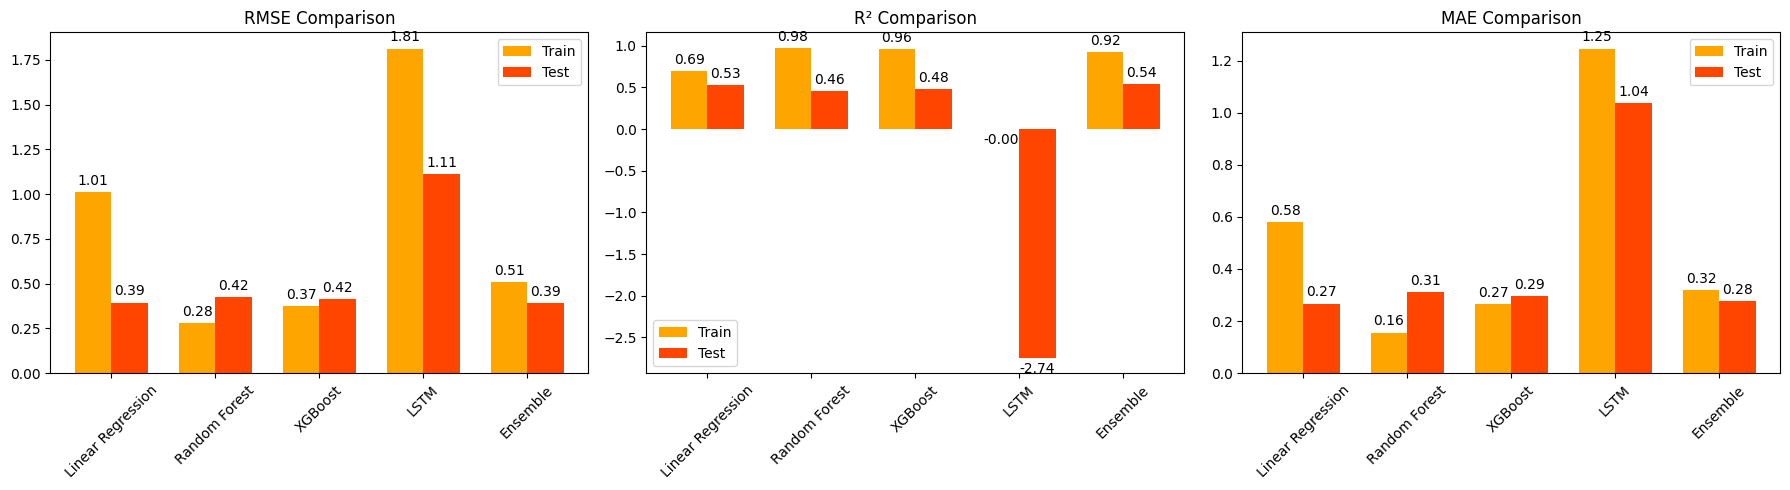 RMSE Comparison
1.75
1.50
1.25
1.00
0.75
0.50
0.25
0.00
1.01
0.39
0.28
0.42
0.37
0.42
1.81
1.11
0.51
0.39
Train
Test
Linear Regression
Random Forest
XGBoost
LSTM
Ensemble
R² Comparison
1.0
0.5
0.0
−0.5
−1.0
−1.5
−2.0
−2.5
0.69
0.53
0.98
0.46
0.96
0.48
-0.00
-2.74
0.92
0.54
Train
Test
Linear Regression
Random Forest
XGBoost
LSTM
Ensemble
MAE Comparison
1.2
1.0
0.8
0.6
0.4
0.2
0.0
0.58
0.27
0.16
0.31
0.27
0.29
1.25
1.04
0.32
0.28
Train
Test
Linear Regression
Random Forest
XGBoost
LSTM
Ensemble